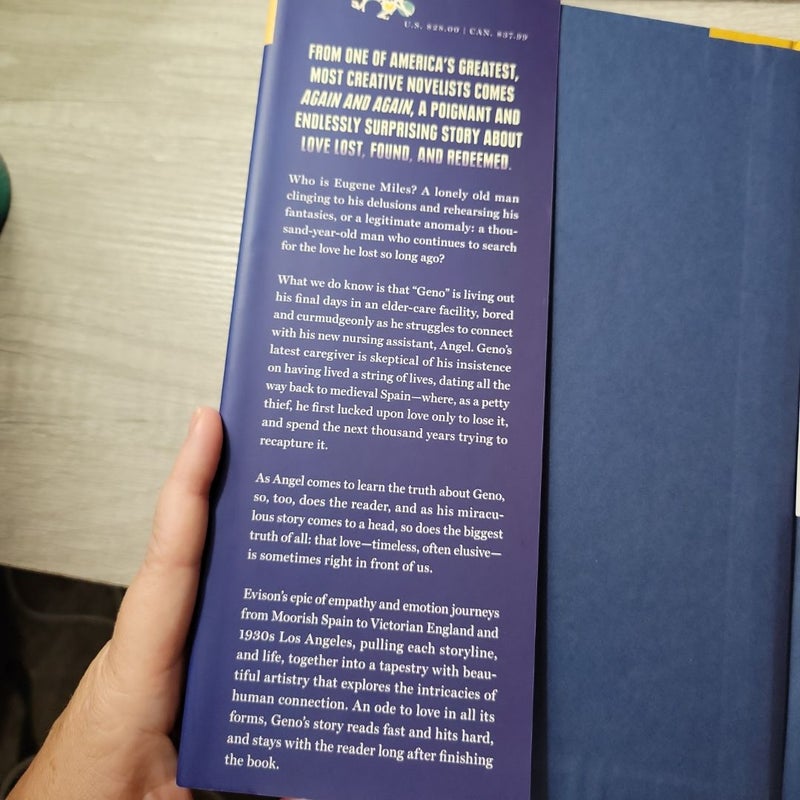 U.S. $28.00 | CAN. $37.99
FROM ONE OF AMERICA'S GREATEST,
MOST CREATIVE NOVELISTS COMES
AGAIN AND AGAIN, A POIGNANT AND
ENDLESSLY SURPRISING STORY ABOUT
LOVE LOST, FOUND, AND REDEEMED.
Who is Eugene Miles? A lonely old man
clinging to his delusions and rehearsing his
fantasies, or a legitimate anomaly: a thou-
sand-year-old man who continues to search
for the love he lost so long ago?
What we do know is that "Geno" is living out
his final days in an elder-care facility, bored
and curmudgeonly as he struggles to connect
with his new nursing assistant, Angel. Geno's
latest caregiver is skeptical of his insistence
on having lived a string of lives, dating all the
way back to medieval Spain—where, as a petty
thief, he first lucked upon love only to lose it,
and spend the next thousand years trying to
recapture it.
As Angel comes to learn the truth about Geno,
so, too, does the reader, and as his miracu-
lous story comes to a head, so does the biggest
truth of all: that love—timeless, often elusive—
is sometimes right in front of us.
Evison's epic of empathy and emotion journeys
from Moorish Spain to Victorian England and
1930s Los Angeles, pulling each storyline,
and life, together into a tapestry with beau-
tiful artistry that explores the intricacies of
human connection. An ode to love in all its
forms, Geno's story reads fast and hits hard,
and stays with the reader long after finishing
the book.